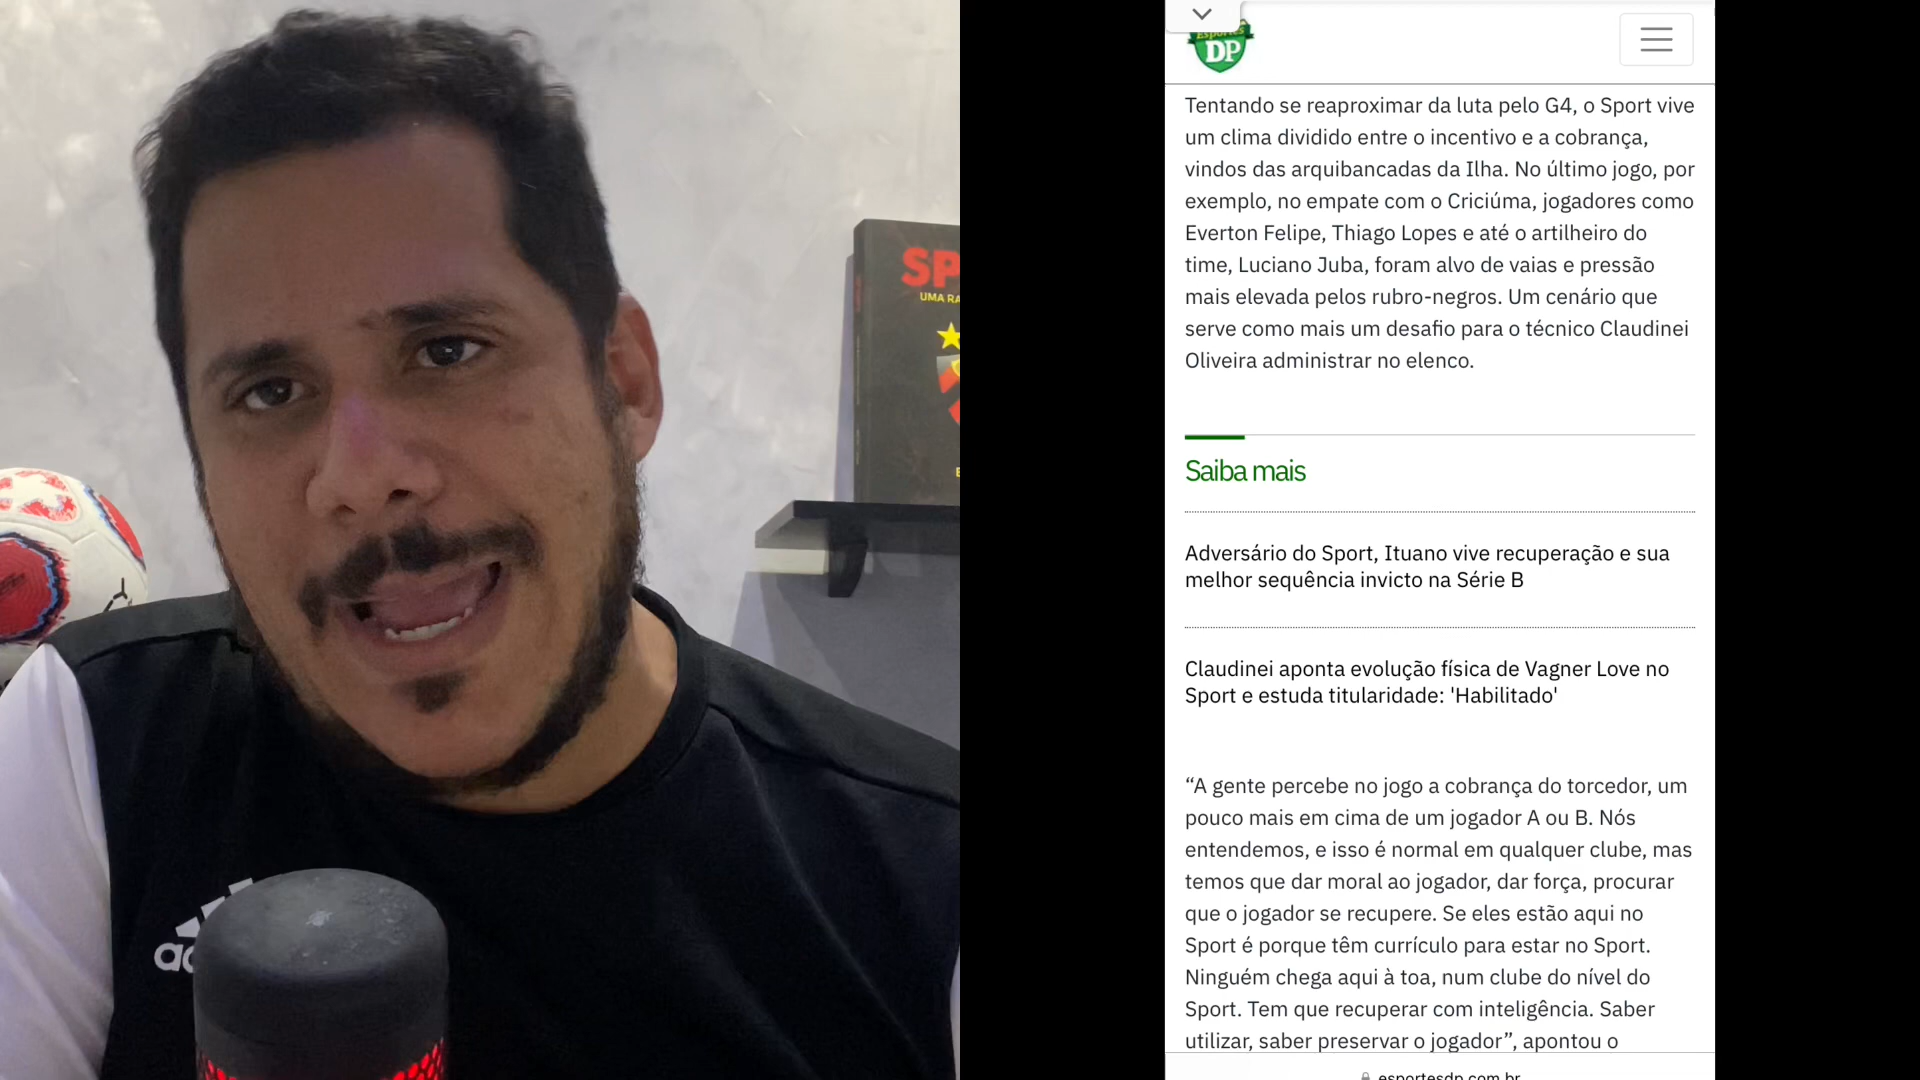 SP
UMA RA
E
ad
Esportes
DP
Tentando se reaproximar da luta pelo G4, o Sport vive
um clima dividido entre o incentivo e a cobrança,
vindos das arquibancadas da Ilha. No último jogo, por
exemplo, no empate com o Criciúma, jogadores como
Everton Felipe, Thiago Lopes e até o artilheiro do
time, Luciano Juba, foram alvo de vaias e pressão
mais elevada pelos rubro-negros. Um cenário que
serve como mais um desafio para o técnico Claudinei
Oliveira administrar no elenco.
Saiba mais
Adversário do Sport, Ituano vive recuperação e sua
melhor sequência invicto na Série B
Claudinei aponta evolução física de Vagner Love no
Sport e estuda titularidade: 'Habilitado'
“A gente percebe no jogo a cobrança do torcedor, um
pouco mais em cima de um jogador A ou B. Nós
entendemos, e isso é normal em qualquer clube, mas
temos que dar moral ao jogador, dar força, procurar
que o jogador se recupere. Se eles estão aqui no
Sport é porque têm currículo para estar no Sport.
Ninguém chega aqui à toa, num clube do nível do
Sport. Tem que recuperar com inteligência. Saber
utilizar, saber preservar o jogador”, apontou o
esportesdp.com.br